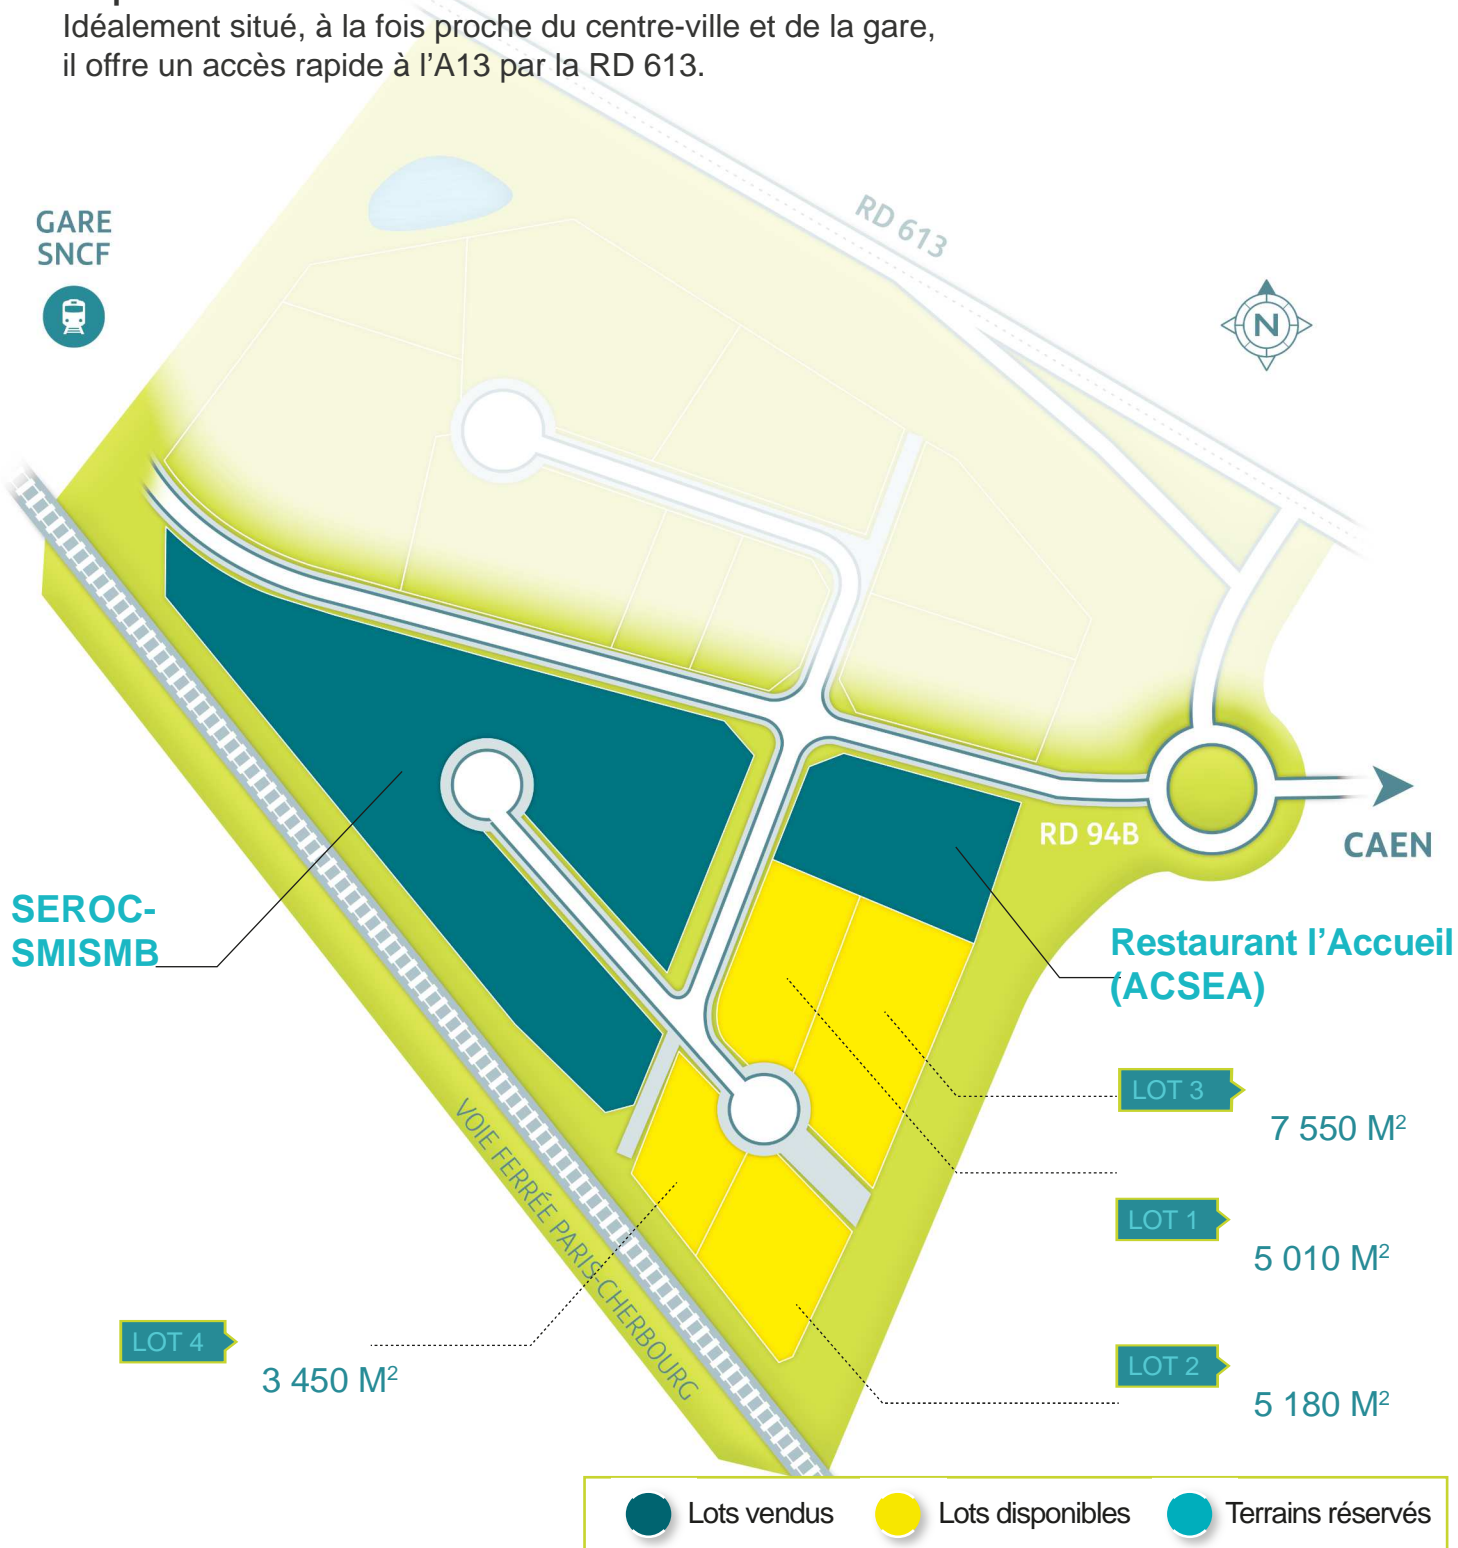 Idéalement situé, à la fois proche du centre-ville et de la gare,
il offre un accès rapide à l’A13 par la RD 613.
RD 613
GARE
SNCF
N
RD 94B
CAEN
SEROC-
SMISMB
Restaurant l’Accueil
(ACSEA)
LOT 3
7 550 M²
VOIE FERRÉE PARIS-CHERBOURG
LOT 1
5 010 M²
LOT 4
3 450 M²
LOT 2
5 180 M²
Lots vendus
Lots disponibles
Terrains réservés